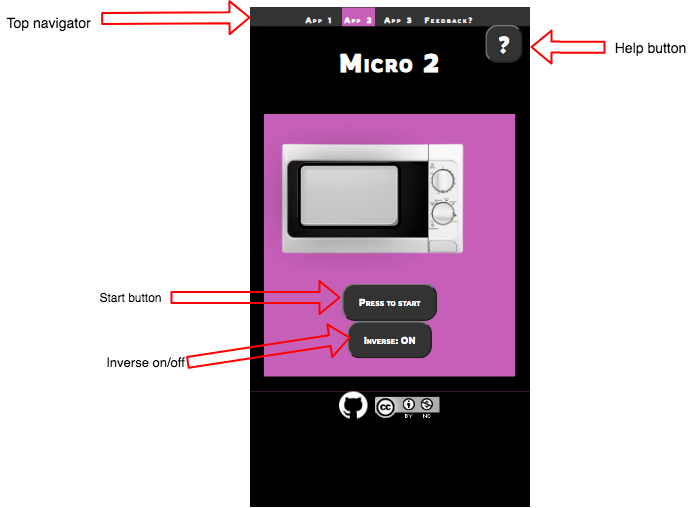 App 1 App 2 App 3 Feedback?
Top navigator
?
Help button
Micro 2
Start button
Press to start
Inverse: ON
Inverse on/off
cc
BY NC